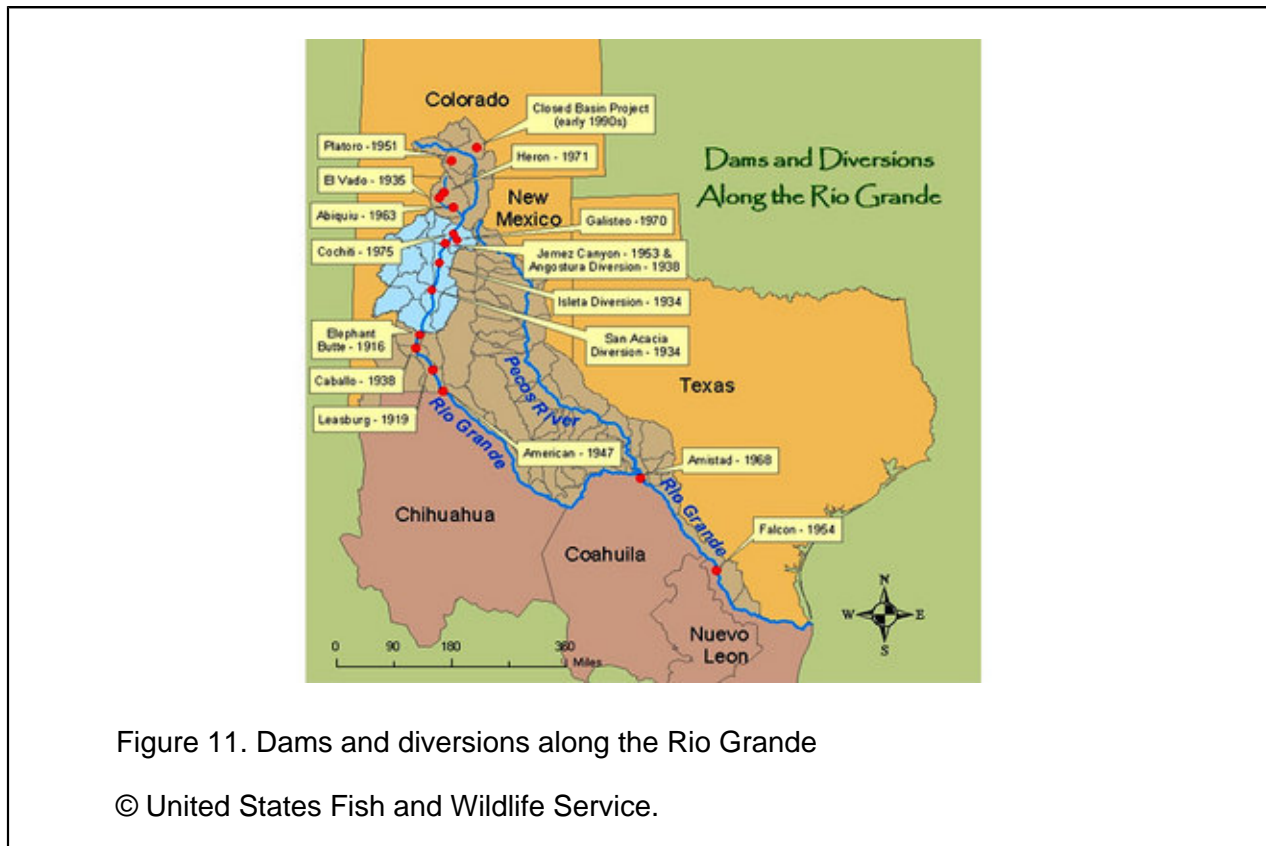 Colorado
Closed Basin Project
(early 1990s)
Platoro - 1951
Heron - 1971
Dams and Diversions
Along the Rio Grande
El Vado - 1935
New
Mexico
Abiquiu - 1963
Galisteo - 1970
Cochiti - 1975
Jemez Canyon - 1953 &
Angostura Diversion - 1938
Isleta Diversion - 1934
Elephant
Butte - 1916
San Acacia
Diversion - 1934
Caballo - 1938
Texas
Pecos River
Leasburg - 1919
Rio Grande
American - 1947
Amistad - 1968
Rio Grande
Chihuahua
Falcon - 1954
Coahuila
N
W E
S
Nuevo
Leon
0 90 180 360
Miles
Figure 11. Dams and diversions along the Rio Grande
© United States Fish and Wildlife Service.